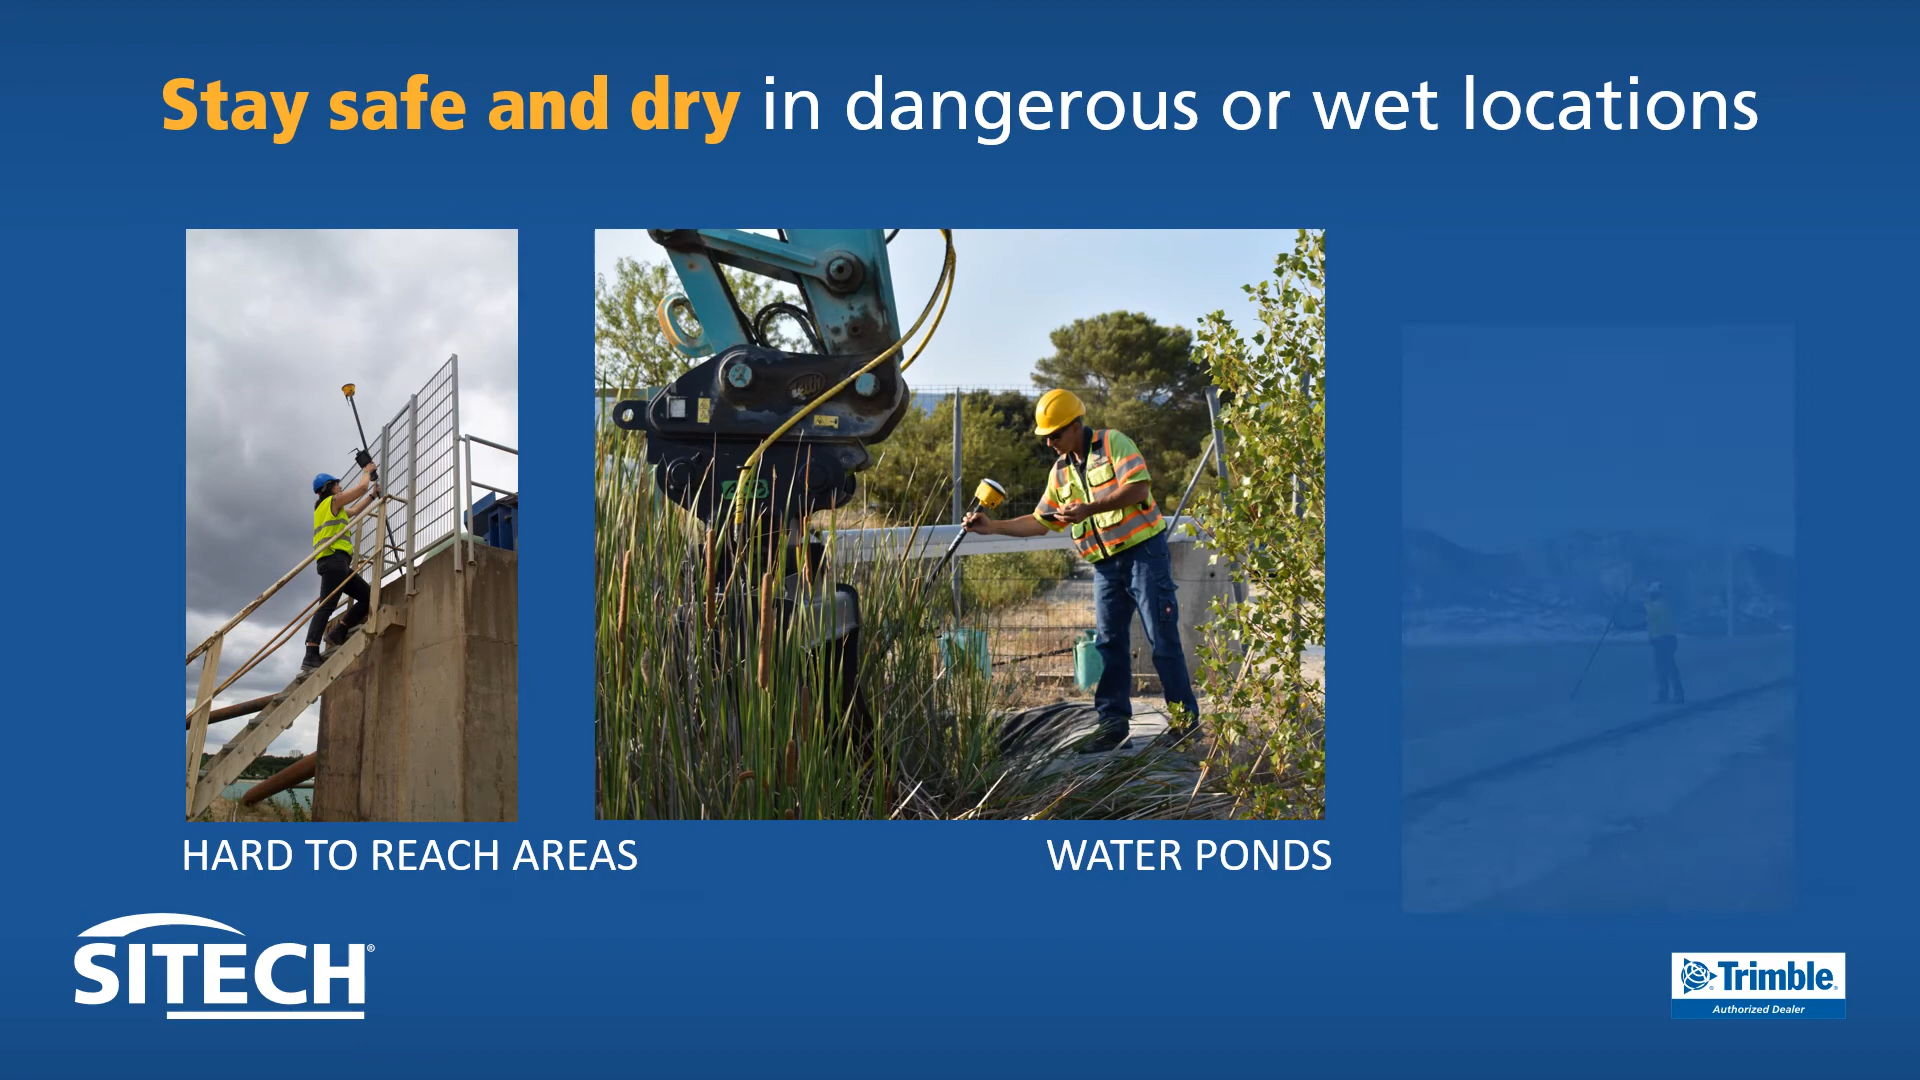 Stay safe and dry in dangerous or wet locations
HARD TO REACH AREAS
WATER PONDS
SITECH®
Trimble®
Authorized Dealer